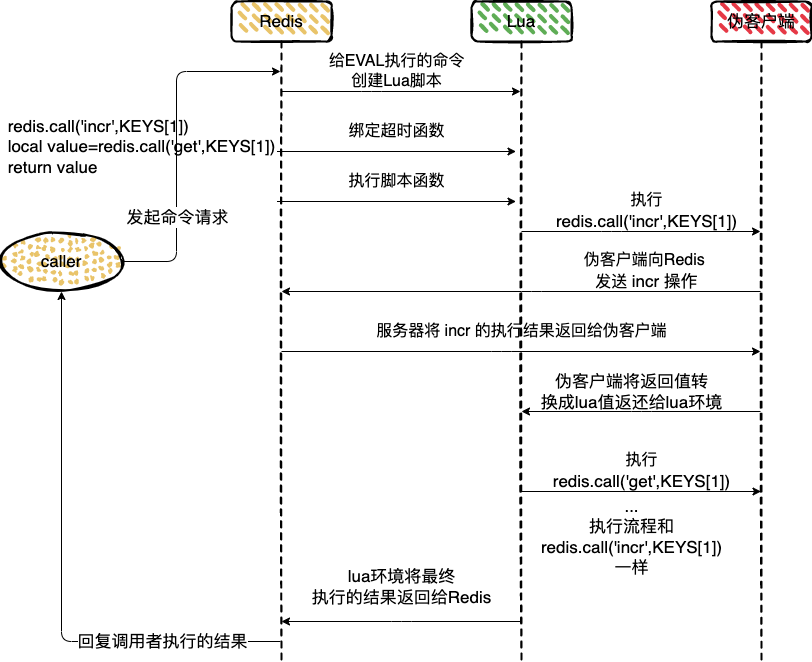 Redis
Lua
伪客户端
给EVAL执行的命令
创建Lua脚本
redis.call('incr',KEYS[1])
local value=redis.call('get',KEYS[1])
return value
绑定超时函数
执行脚本函数
发起命令请求
执行
redis.call('incr',KEYS[1])
caller
伪客户端向Redis
发送 incr 操作
服务器将 incr 的执行结果返回给伪客户端
伪客户端将返回值转
换成lua值返还给lua环境
执行
redis.call('get',KEYS[1])
...
执行流程和
redis.call('incr',KEYS[1])
一样
lua环境将最终
执行的结果返回给Redis
回复调用者执行的结果